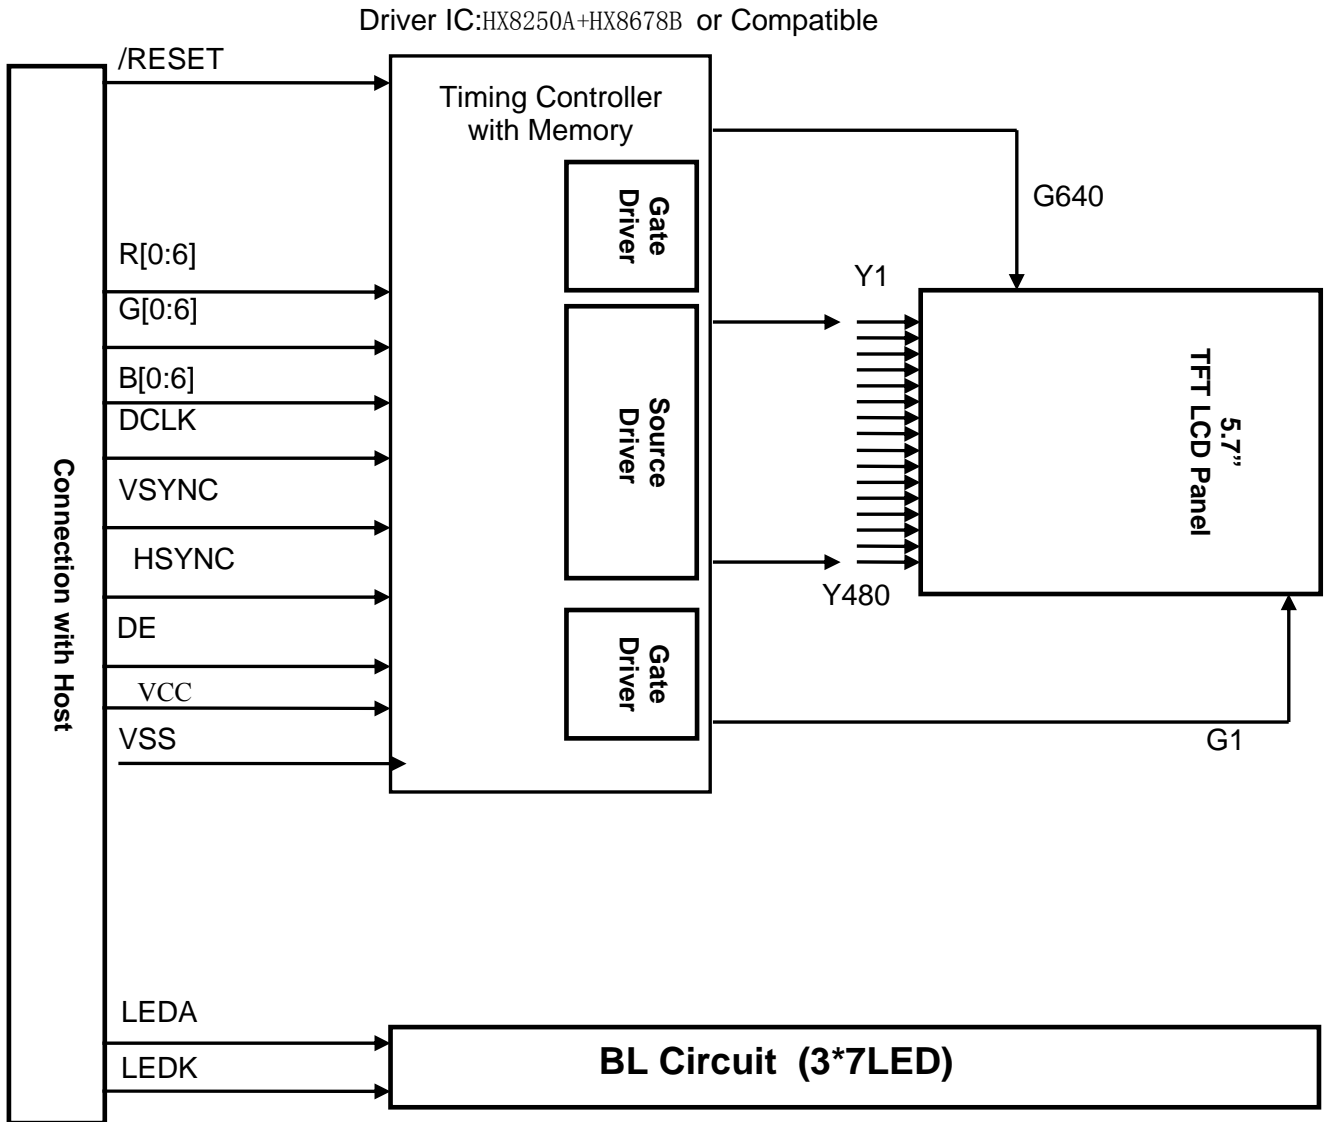 Driver IC:HX8250A+HX8678B or Compatible
/RESET
Timing Controller
with Memory
Gate
Driver
G640
R[0:6]
Y1
G[0:6]
B[0:6]
DCLK
Source
Driver
5.7”
TFT LCD Panel
Connection with Host
VSYNC
HSYNC
Y480
DE
Gate
Driver
VCC
VSS
G1
LEDA
LEDK
BL Circuit (3*7LED)